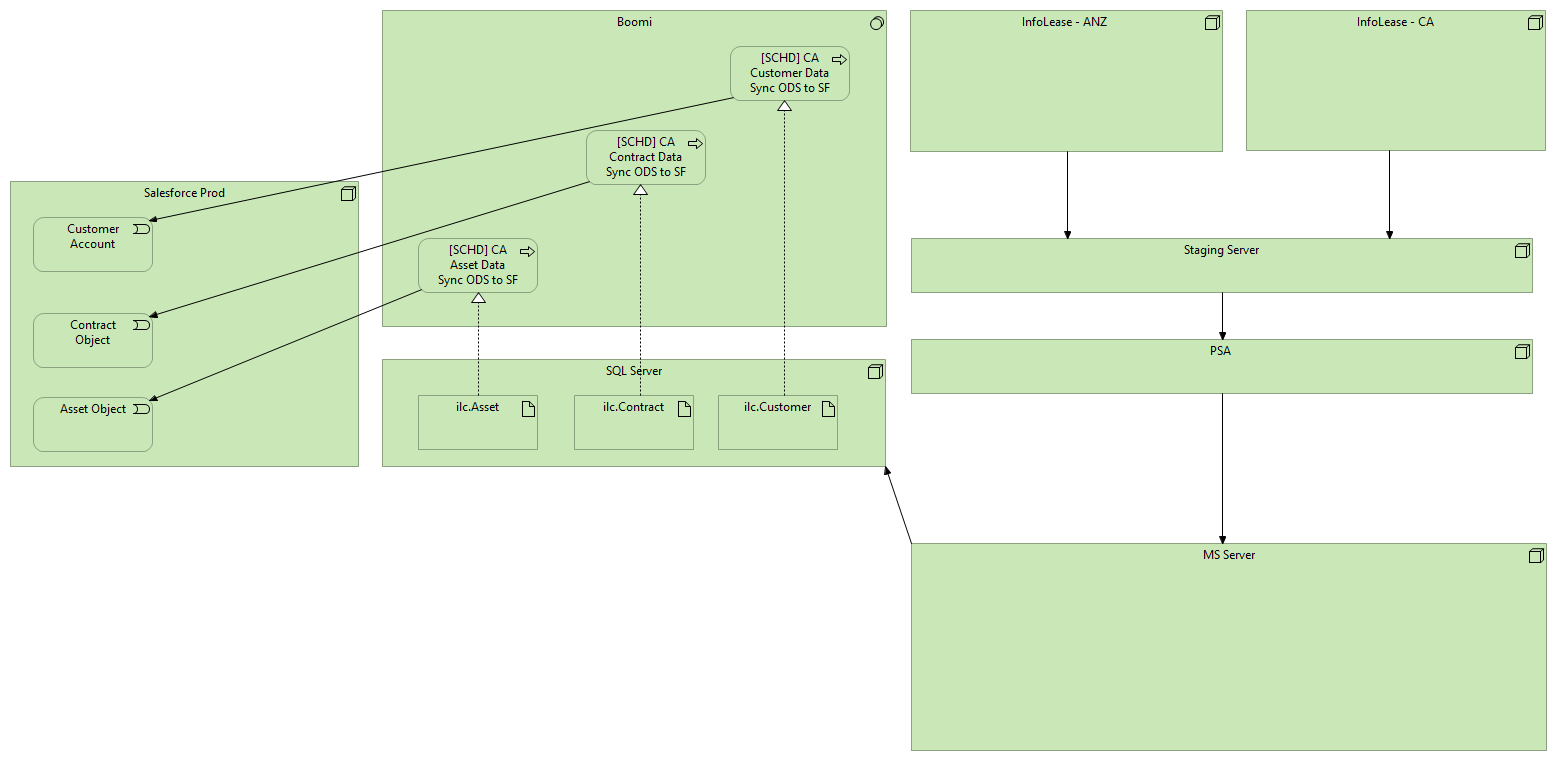 Boomi
InfoLease - ANZ
InfoLease - CA
[SCHD] CA
Customer Data
Sync ODS to SF
[SCHD] CA
Contract Data
Sync ODS to SF
Salesforce Prod
Customer
Account
[SCHD] CA
Asset Data
Sync ODS to SF
Staging Server
Contract
Object
PSA
SQL Server
Asset Object
ilc.Asset
ilc.Contract
ilc.Customer
MS Server